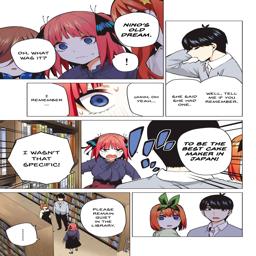 NINO'S
OLD
DREAM.
!
OH, WHAT
WAS IT?
WELL, TELL
ME IF YOU
REMEMBER.
SHE SAID
SHE HAD
ONE...
UMMM, OH
YEAH...
I
REMEMBER
...
TO BE THE
BEST CAKE
MAKER IN
JAPAN!
I WASN'T
THAT
SPECIFIC!
PLEASE
REMAIN
QUIET IN
THE
LIBRARY.